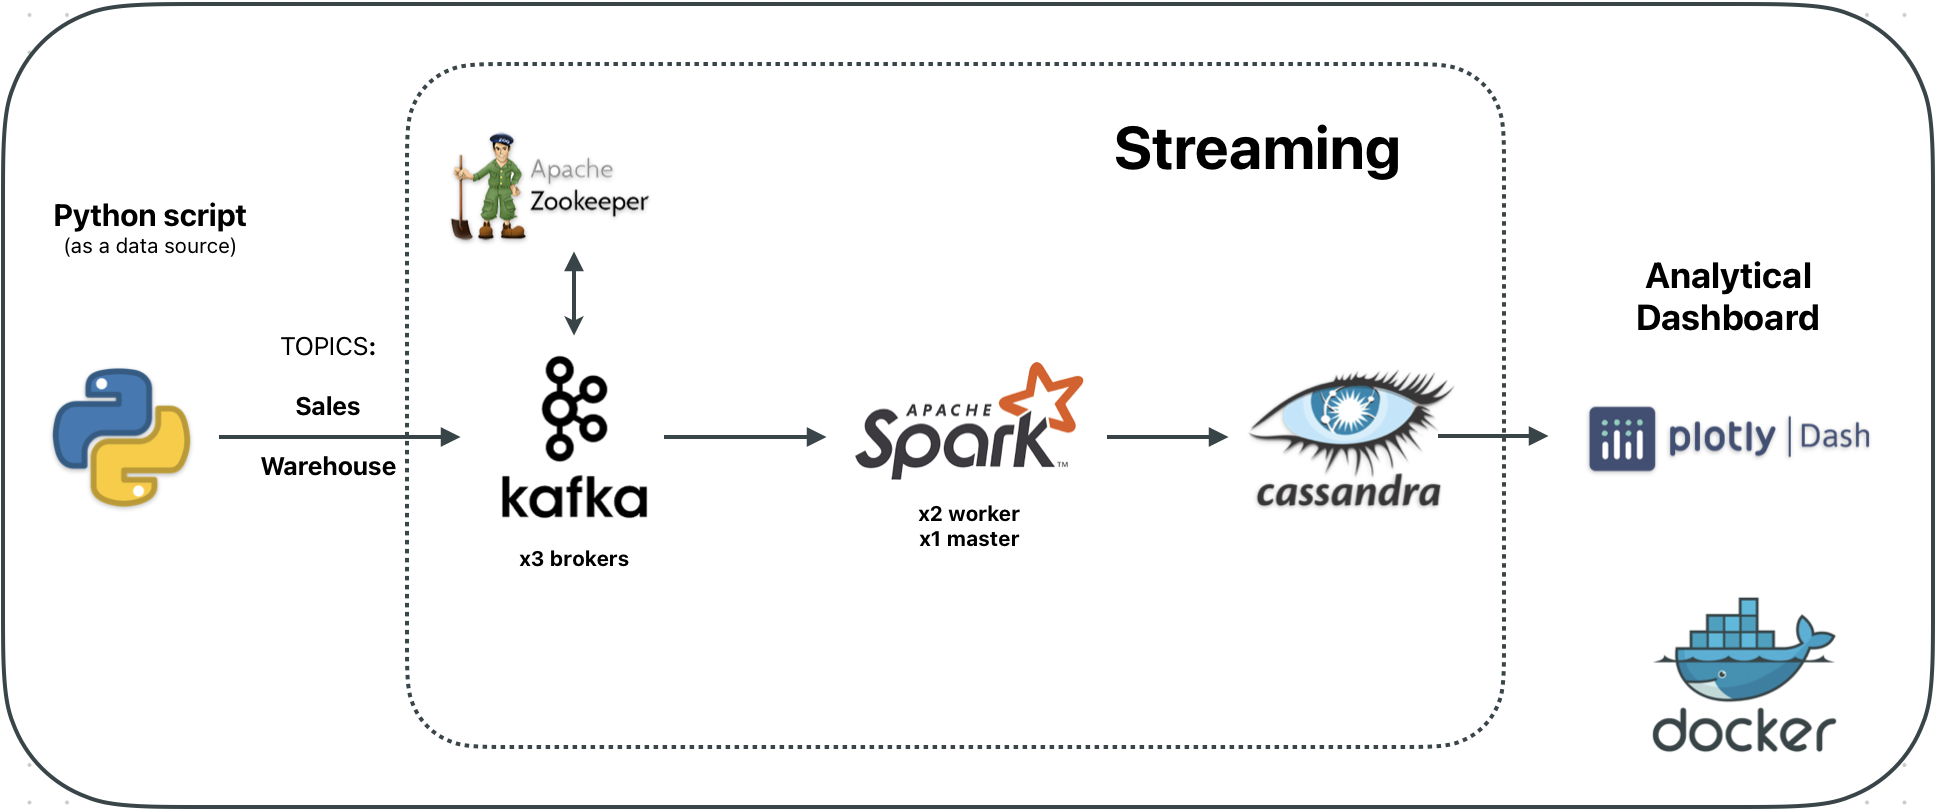 Streaming
Apache
Zookeeper
Python script
(as a data source)
TOPICS:
Sales
Warehouse
kafka
x3 brokers
APACHE
Spark™
x2 worker
x1 master
cassandra
Analytical
Dashboard
plotly | Dash
docker